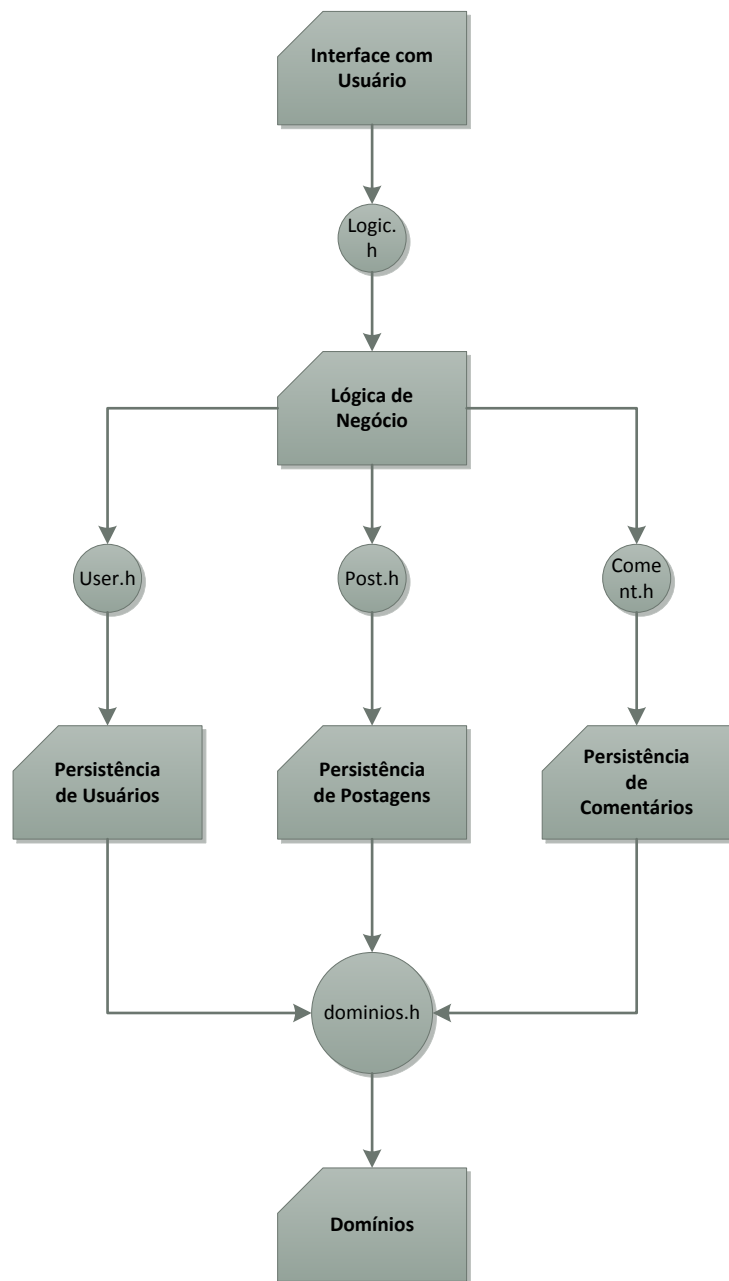 Interface com
Usuário
Logic.
h
Lógica de
Negócio
User.h
Post.h
Come
nt.h
Persistência
de Usuários
Persistência
de Postagens
Persistência
de
Comentários
dominios.h
Domínios